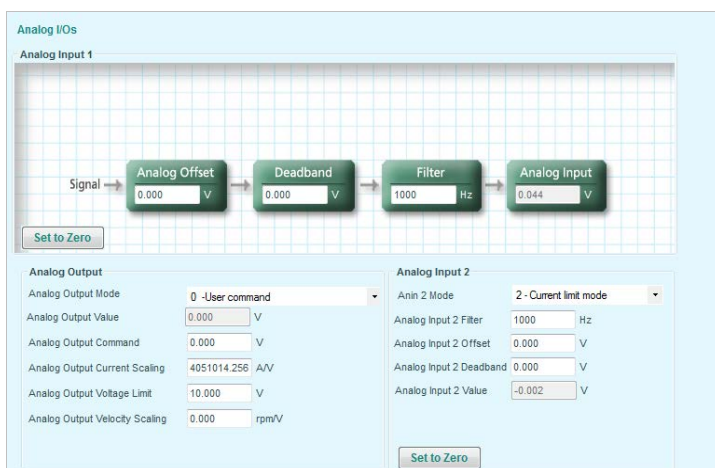 Analog I/Os
Analog Input 1
Signal
Analog Offset
0.000 V
Deadband
0.000 V
Filter
1000 Hz
Analog Input
0.044 V
Set to Zero
Analog Output
Analog Output Mode 0 -User command
Analog Output Value 0.000 V
Analog Output Command 0.000 V
Analog Output Current Scaling 4051014.256 A/V
Analog Output Voltage Limit 10.000 V
Analog Output Velocity Scaling 0.000 rpm/V
Analog Input 2
Anin 2 Mode 2 - Current limit mode
Analog Input 2 Filter 1000 Hz
Analog Input 2 Offset 0.000 V
Analog Input 2 Deadband 0.000 V
Analog Input 2 Value -0.002 V
Set to Zero